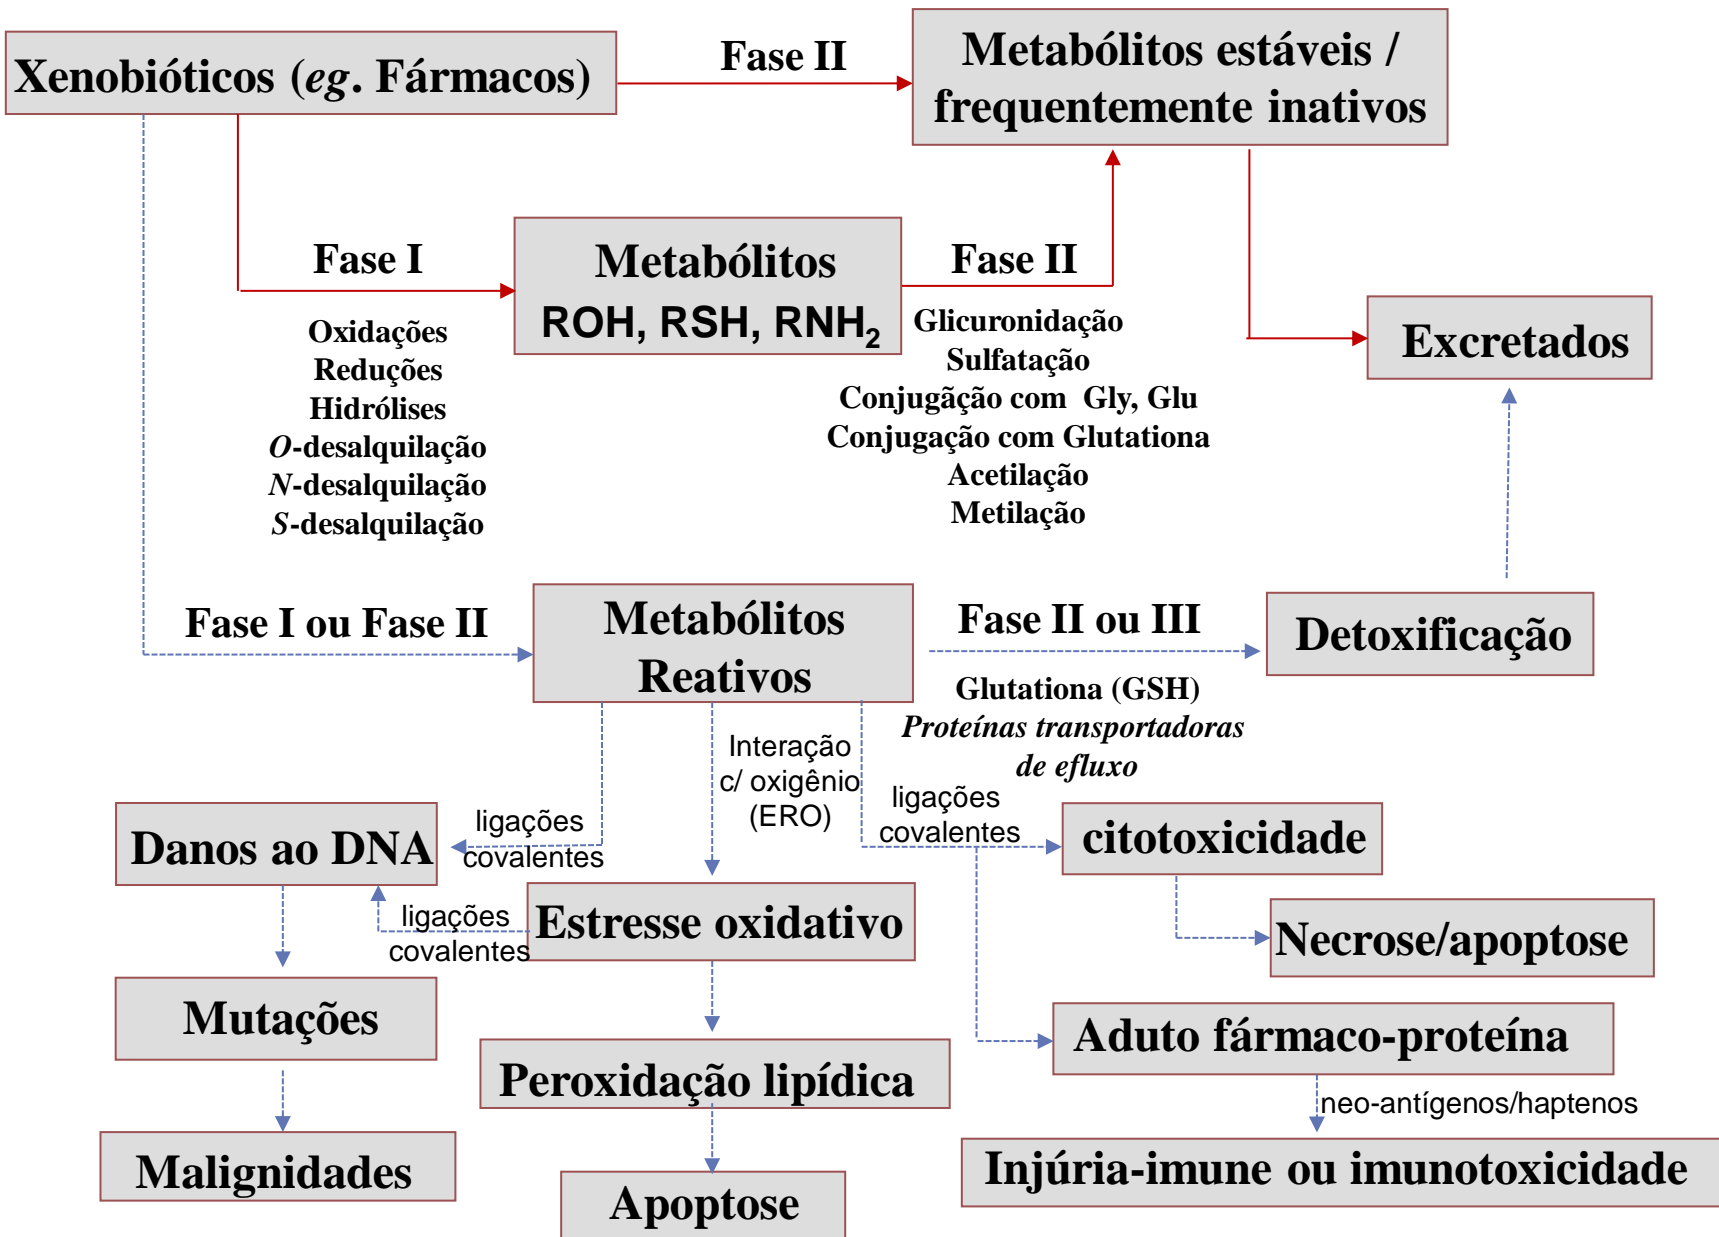 Xenobióticos (eg. Fármacos)
Fase II
Metabólitos estáveis /
frequentemente inativos
Fase I
Oxidações
Reduções
Hidrólises
O-desalquilação
N-desalquilação
S-desalquilação
Metabólitos
ROH, RSH, RNH₂
Fase II
Glicuronidação
Sulfatação
Conjugãção com Gly, Glu
Conjugação com Glutationa
Acetilação
Metilação
Excretados
Fase I ou Fase II
Metabólitos
Reativos
Fase II ou III
Glutationa (GSH)
Proteínas transportadoras
de efluxo
Detoxificação
Interação
c/ oxigênio
(ERO)
ligações
covalentes
ligações
covalentes
Danos ao DNA
citotoxicidade
ligações
covalentes
Estresse oxidativo
Necrose/apoptose
Mutações
Aduto fármaco-proteína
Peroxidação lipídica
neo-antígenos/haptenos
Malignidades
Injúria-imune ou imunotoxicidade
Apoptose